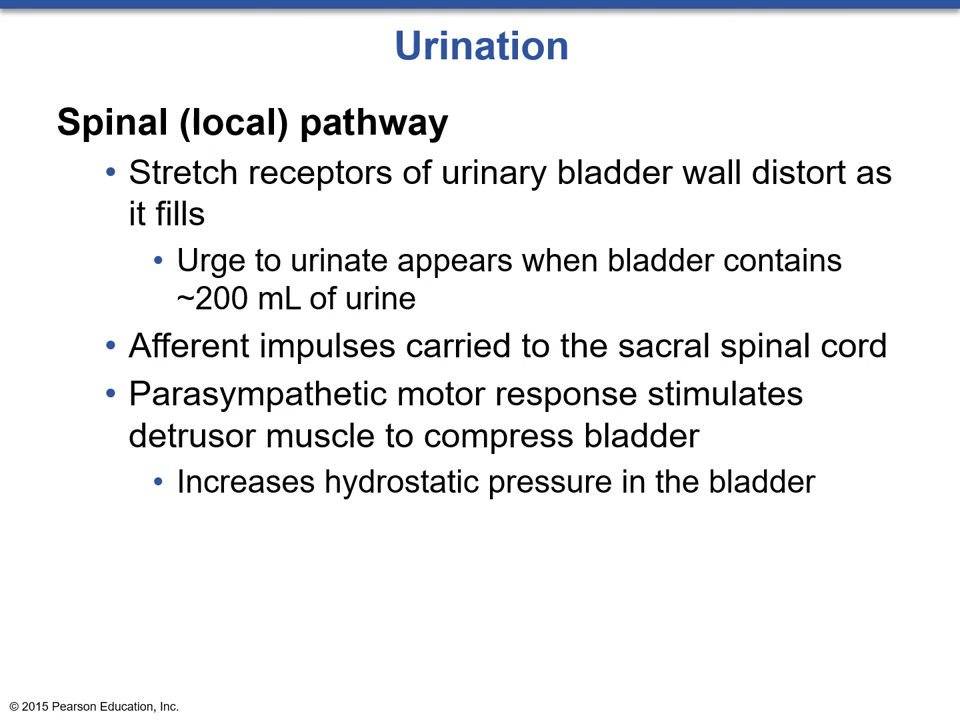 Urination
Spinal (local) pathway
• Stretch receptors of urinary bladder wall distort as
it fills
• Urge to urinate appears when bladder contains
~200 mL of urine
• Afferent impulses carried to the sacral spinal cord
• Parasympathetic motor response stimulates
detrusor muscle to compress bladder
• Increases hydrostatic pressure in the bladder
© 2015 Pearson Education, Inc.